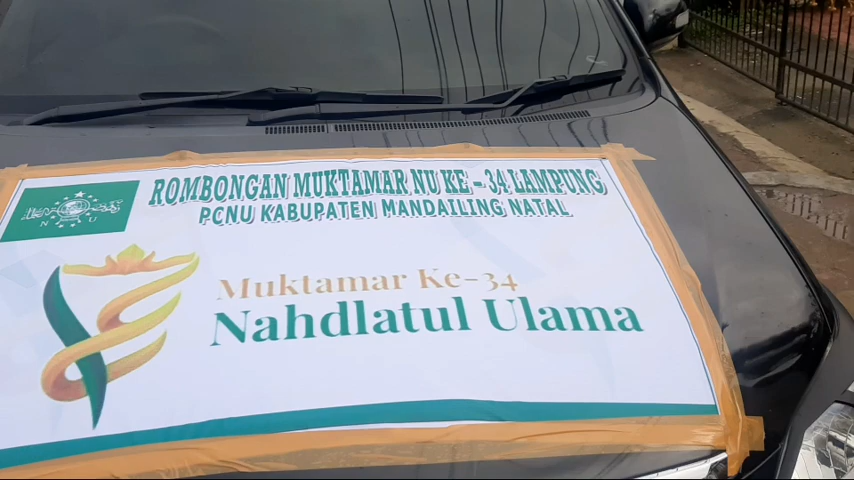 ROMBONGAN MUKTAMAR NU KE - 34 LAMPUNG
PCNU KABUPATEN MANDAILING NATAL
N U
Muktamar Ke-34
Nahdlatul Ulama